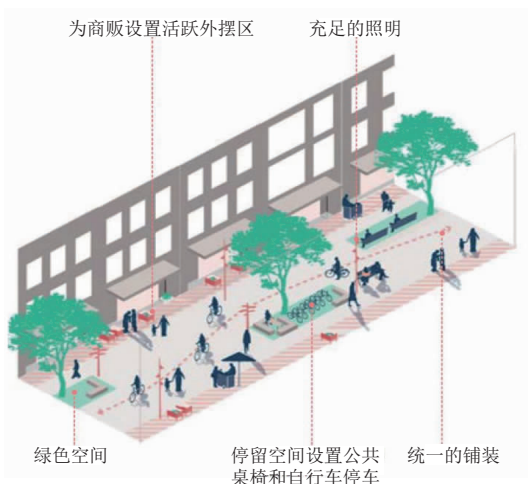 为商贩设置活跃外摆区
充足的照明
绿色空间
停留空间设置公共
桌椅和自行车停车
统一的铺装